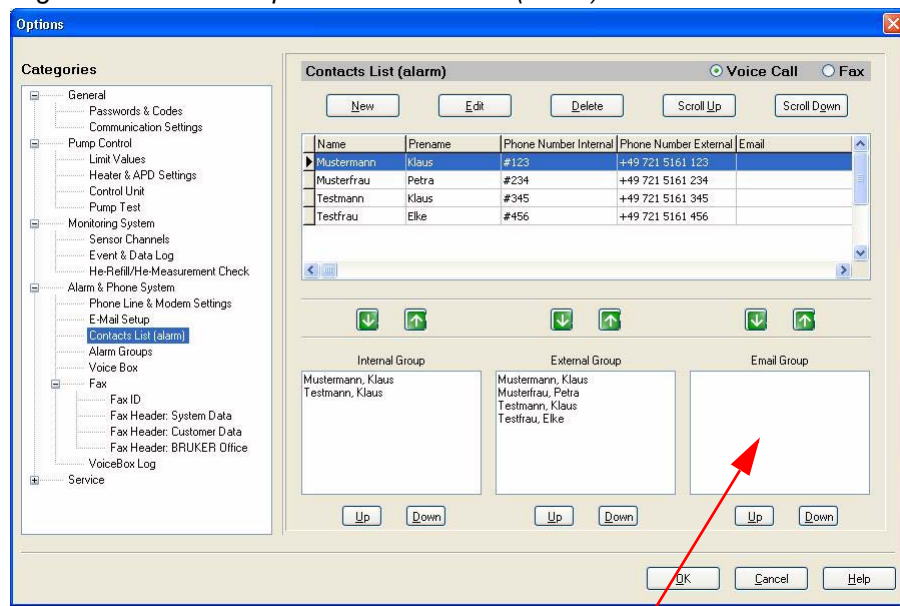 Options
Categories
General
Passwords & Codes
Communication Settings
Pump Control
Limit Values
Heater & APD Settings
Control Unit
Pump Test
Monitoring System
Sensor Channels
Event & Data Log
He-Refill/He-Measurement Check
Alarm & Phone System
Phone Line & Modem Settings
E-Mail Setup
Contacts List (alarm)
Alarm Groups
Voice Box
Fax
Fax ID
Fax Header: System Data
Fax Header: Customer Data
Fax Header: BRUKER Office
VoiceBox Log
Service
Contacts List (alarm) Voice Call Fax
New Edit Delete Scroll Up Scroll Down
Name Prename Phone Number Internal Phone Number External Email
Mustermann Klaus #123 +49 721 5161 123
Musterfrau Petra #234 +49 721 5161 234
Testmann Klaus #345 +49 721 5161 345
Testfrau Elke #456 +49 721 5161 456
Internal Group External Group Email Group
Mustermann, Klaus
Testmann, Klaus
Mustermann, Klaus
Musterfrau, Petra
Testmann, Klaus
Testfrau, Elke
Up Down Up Down Up Down
OK Cancel Help